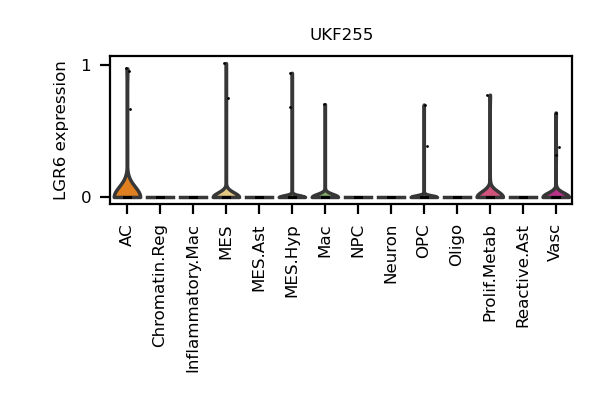 UKF255
LGR6 expression
1
0
AC
Chromatin.Reg
Inflammatory.Mac
MES
MES.Ast
MES.Hyp
Mac
NPC
Neuron
OPC
Oligo
Prolif.Metab
Reactive.Ast
Vasc